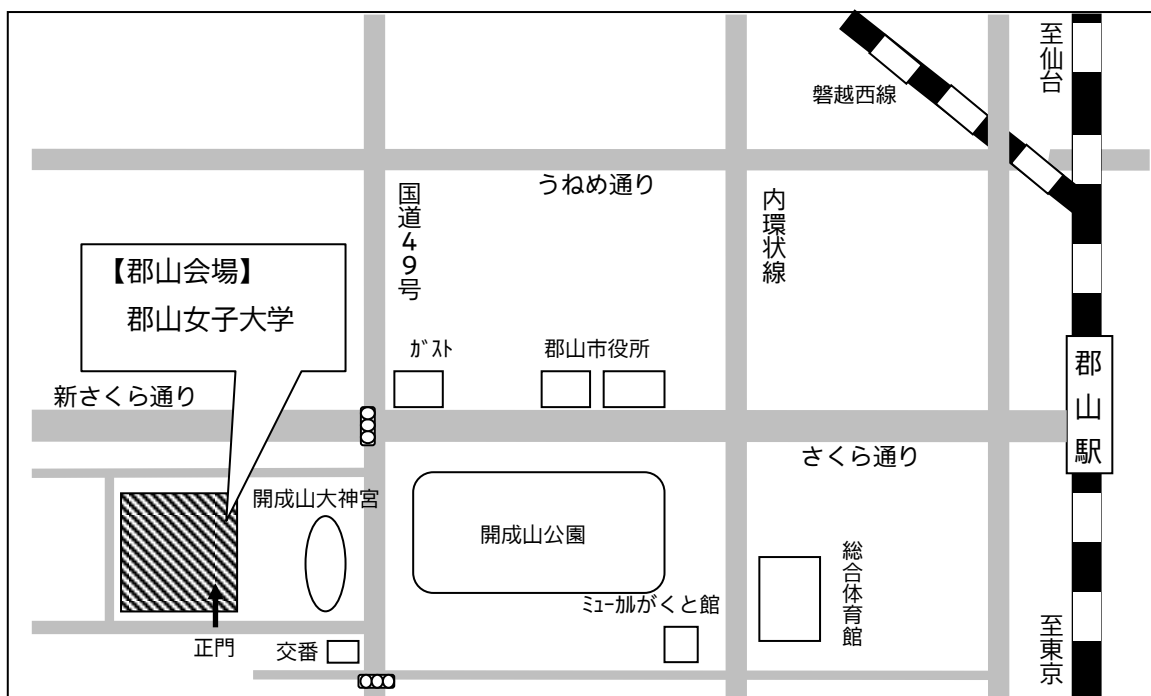 至仙台
磐越西線
うねめ通り
国道49号
内環状線
【郡山会場】
郡山女子大学
ガスト
郡山市役所
新さくら通り
郡山駅
さくら通り
開成山大神宮
開成山公園
総合体育館
ﾐｭｰｶﾙがくと館
正門
交番
至東京